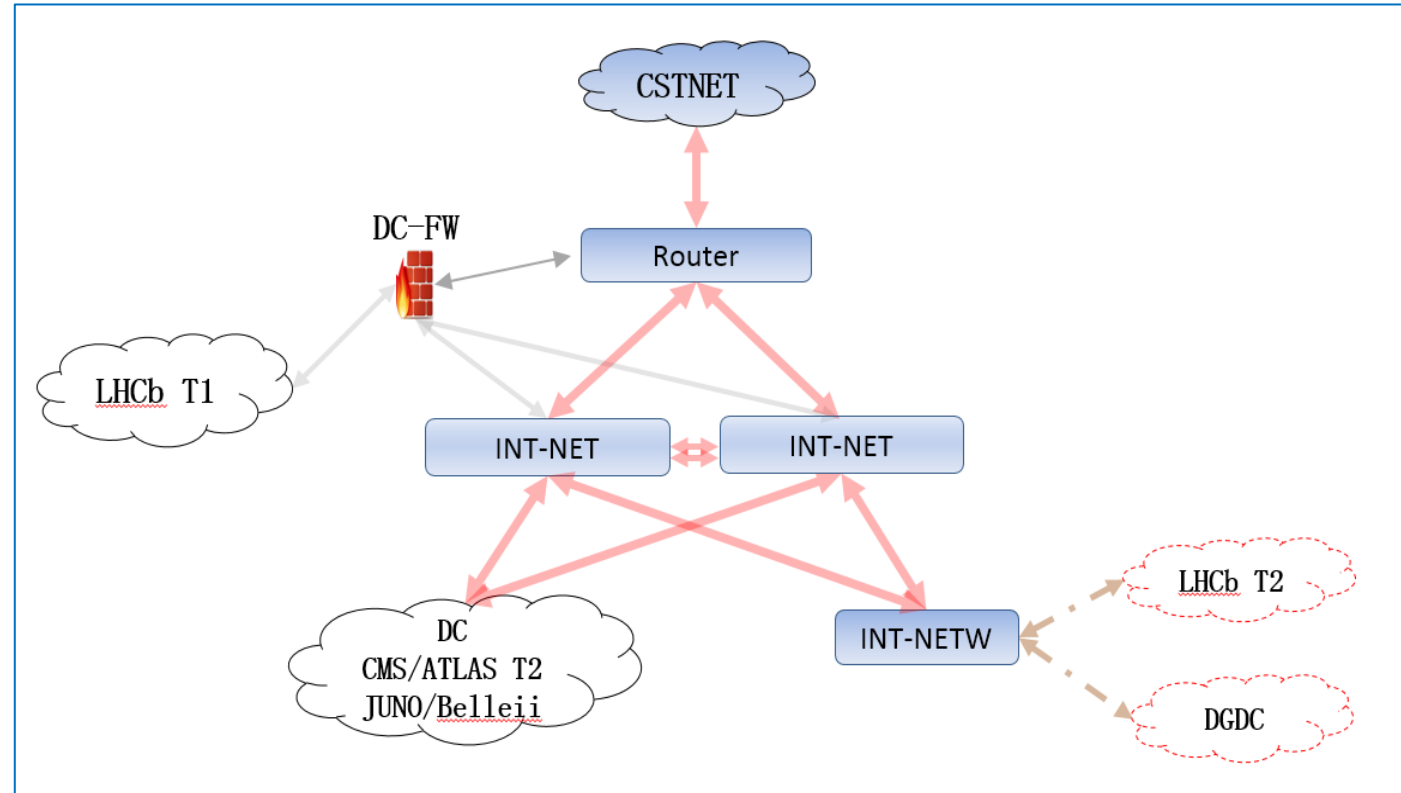 CSTNET
DC-FW
Router
LHCb T1
INT-NET
INT-NET
LHCb T2
DC
CMS/ATLAS T2
JUNO/Belleii
INT-NETW
DGDC